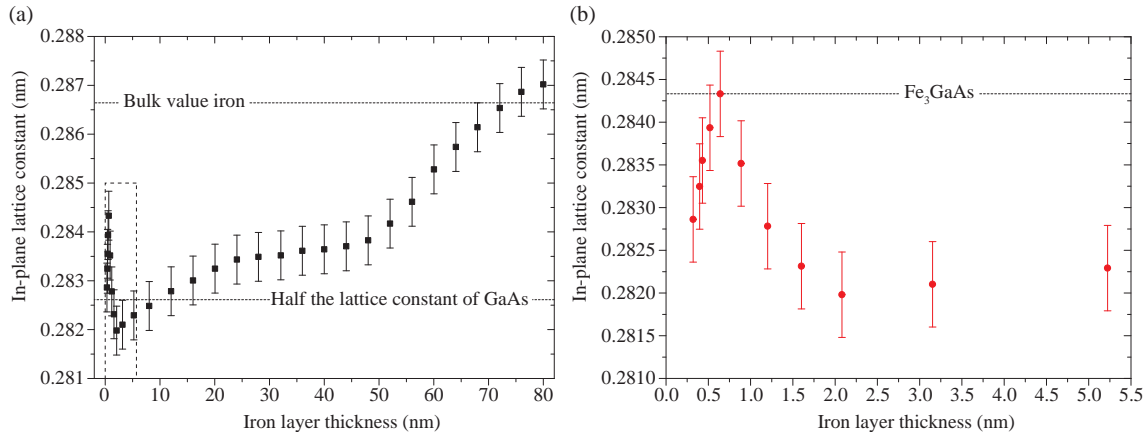 (a)
0.288
0.287
0.286
0.285
0.284
0.283
0.282
0.281
In-plane lattice constant (nm)
Bulk value iron
Half the lattice constant of GaAs
0 10 20 30 40 50 60 70 80
Iron layer thickness (nm)
(b)
0.2850
0.2845
0.2840
0.2835
0.2830
0.2825
0.2820
0.2815
0.2810
In-plane lattice constant (nm)
Fe₃GaAs
0.0 0.5 1.0 1.5 2.0 2.5 3.0 3.5 4.0 4.5 5.0 5.5
Iron layer thickness (nm)